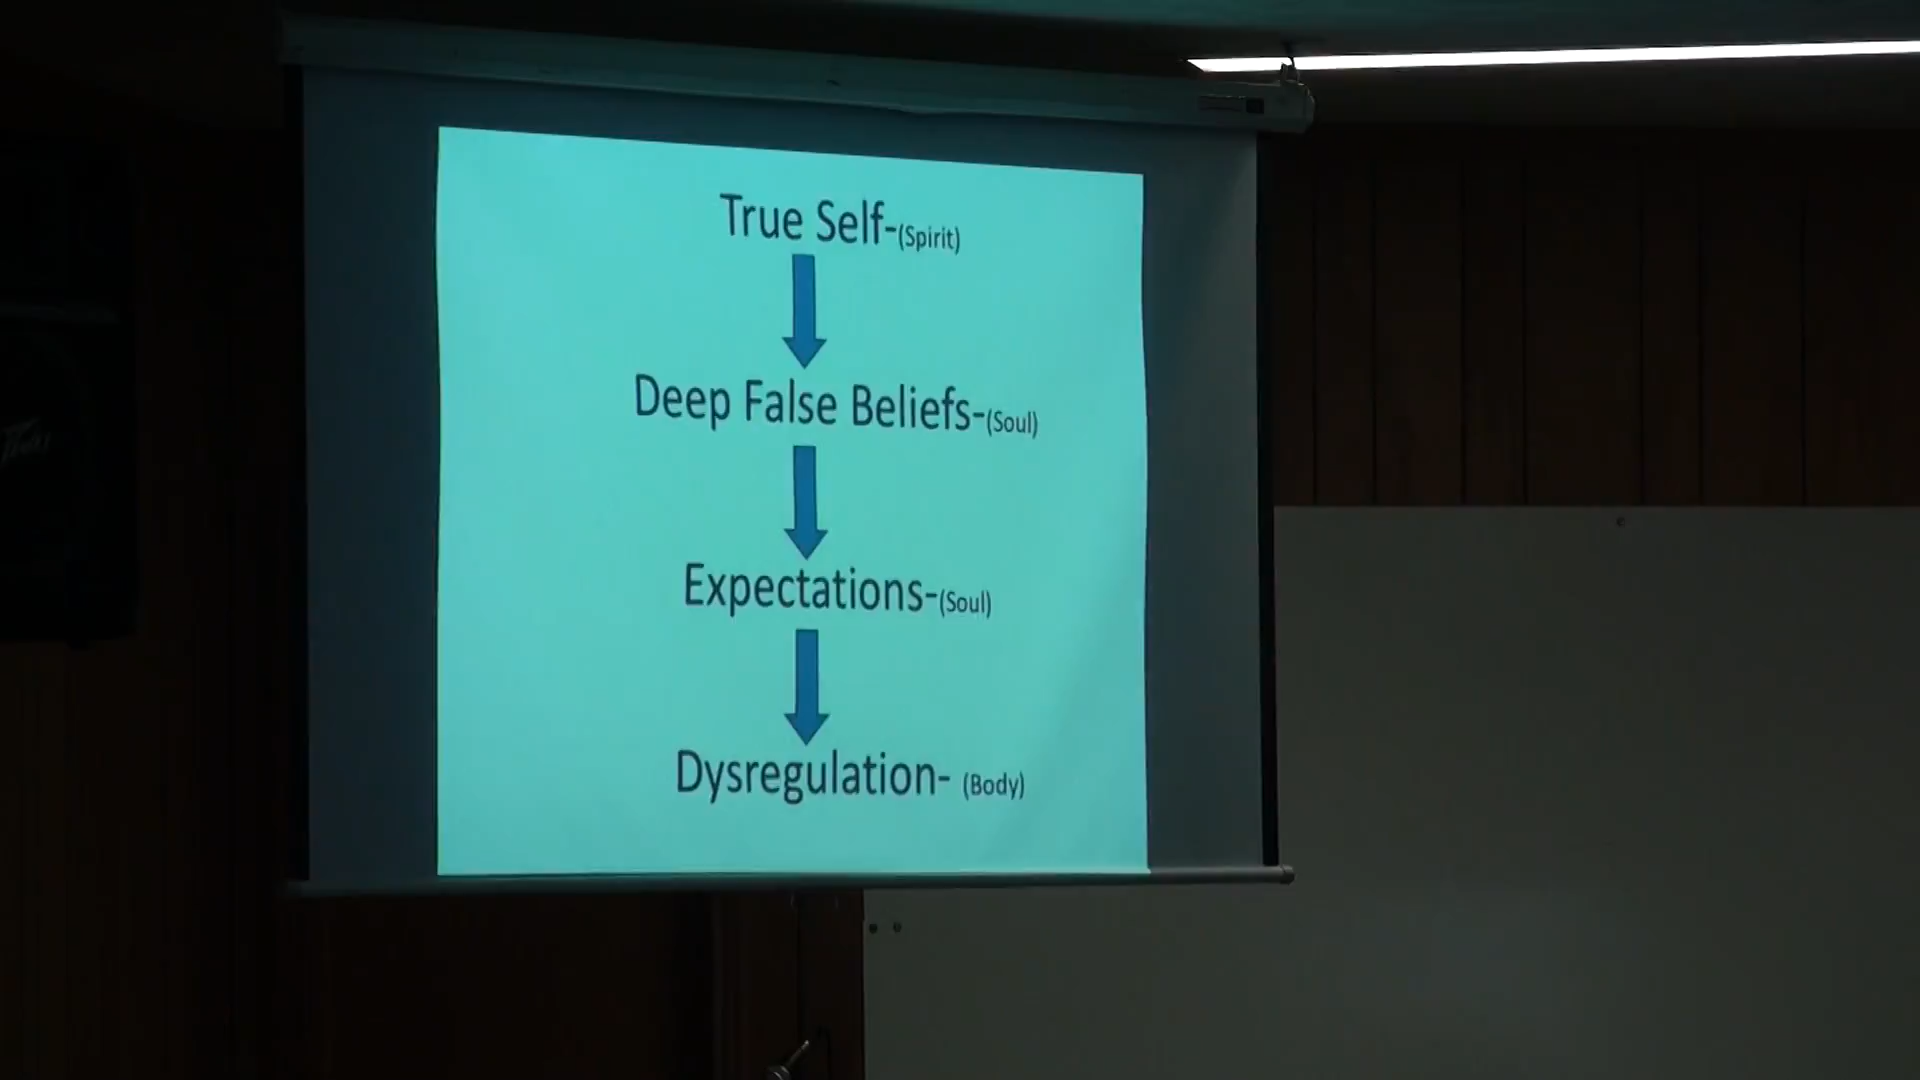 True Self-(Spirit)
Deep False Beliefs-(Soul)
Expectations-(Soul)
Dysregulation- (Body)